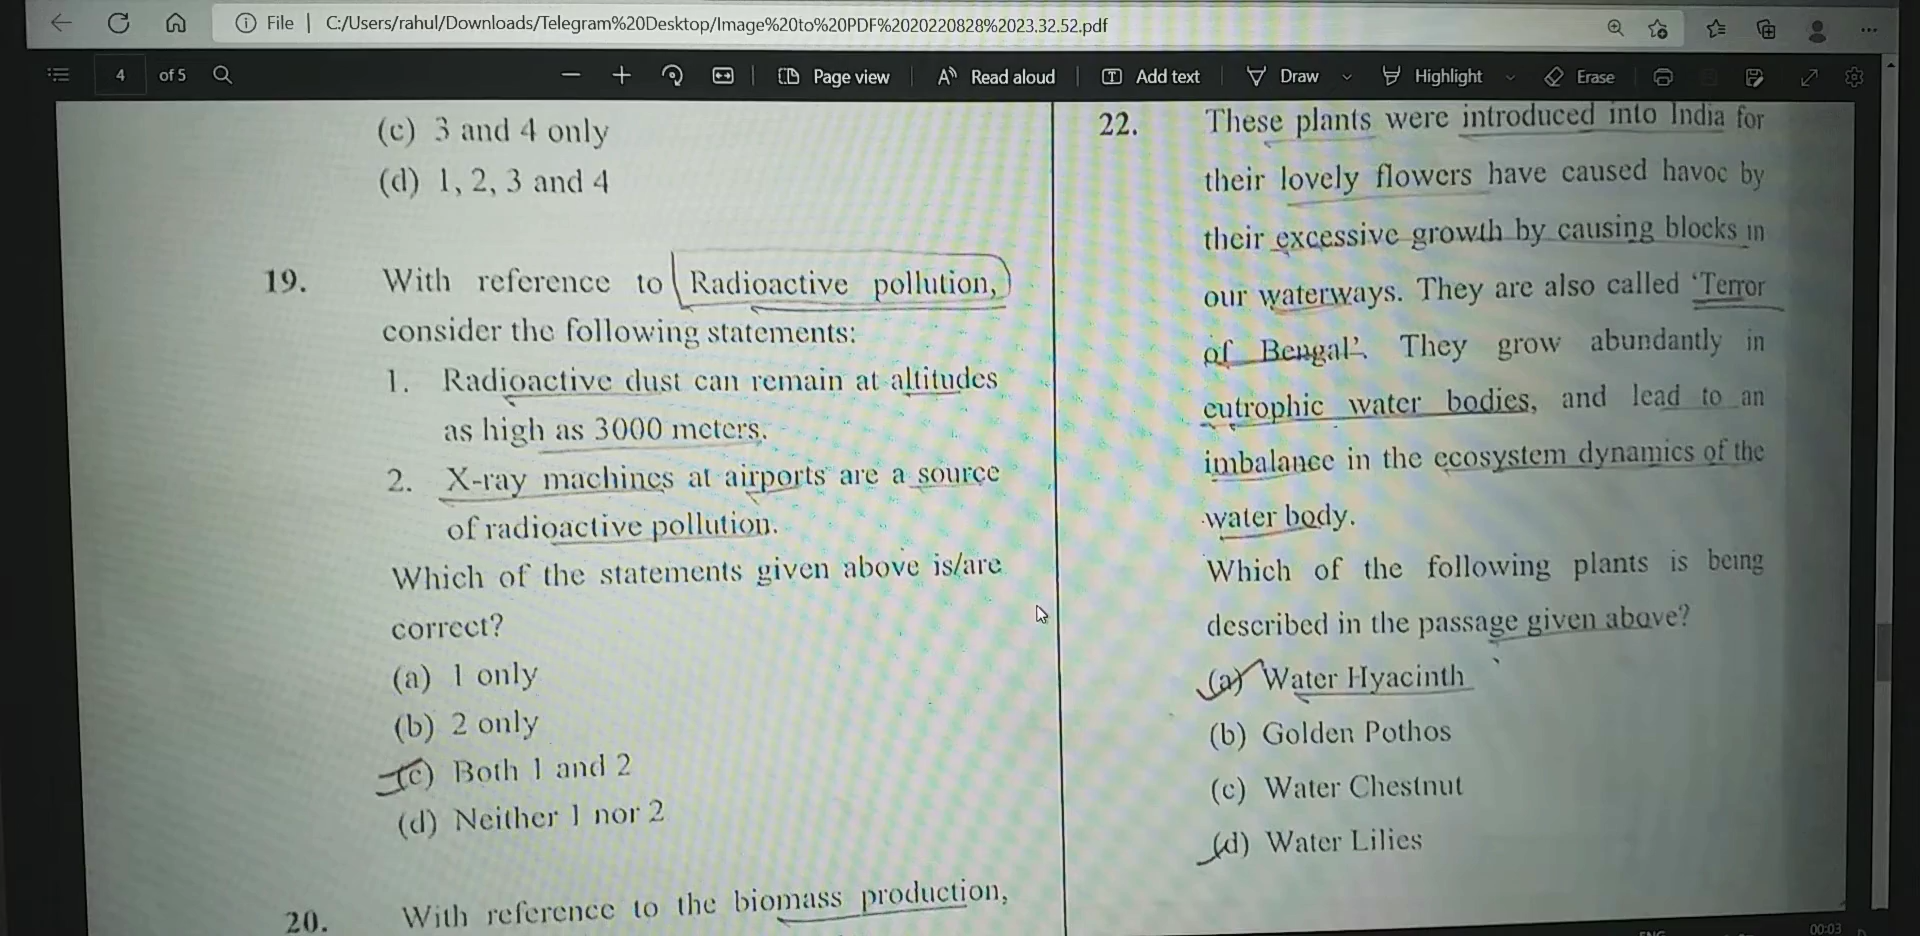 File | C:/Users/rahul/Downloads/Telegram%20Desktop/Image%20to%20PDF%2020220828%2023.32.52.pdf
4 of 5 Page view Read aloud Add text Draw Highlight Erase
(c) 3 and 4 only
(d) 1, 2, 3 and 4
19. With reference to Radioactive pollution,
consider the following statements:
1. Radioactive dust can remain at altitudes
as high as 3000 meters.
2. X-ray machines at airports are a source
of radioactive pollution.
Which of the statements given above is/are
correct?
(a) 1 only
(b) 2 only
(c) Both 1 and 2
(d) Neither 1 nor 2
20. With reference to the biomass production,
22. These plants were introduced into India for
their lovely flowers have caused havoc by
their excessive growth by causing blocks in
our waterways. They are also called ‘Terror
of Bengal’. They grow abundantly in
eutrophic water bodies, and lead to an
imbalance in the ecosystem dynamics of the
water body.
Which of the following plants is being
described in the passage given above?
(a) Water Hyacinth
(b) Golden Pothos
(c) Water Chestnut
(d) Water Lilies
00:03